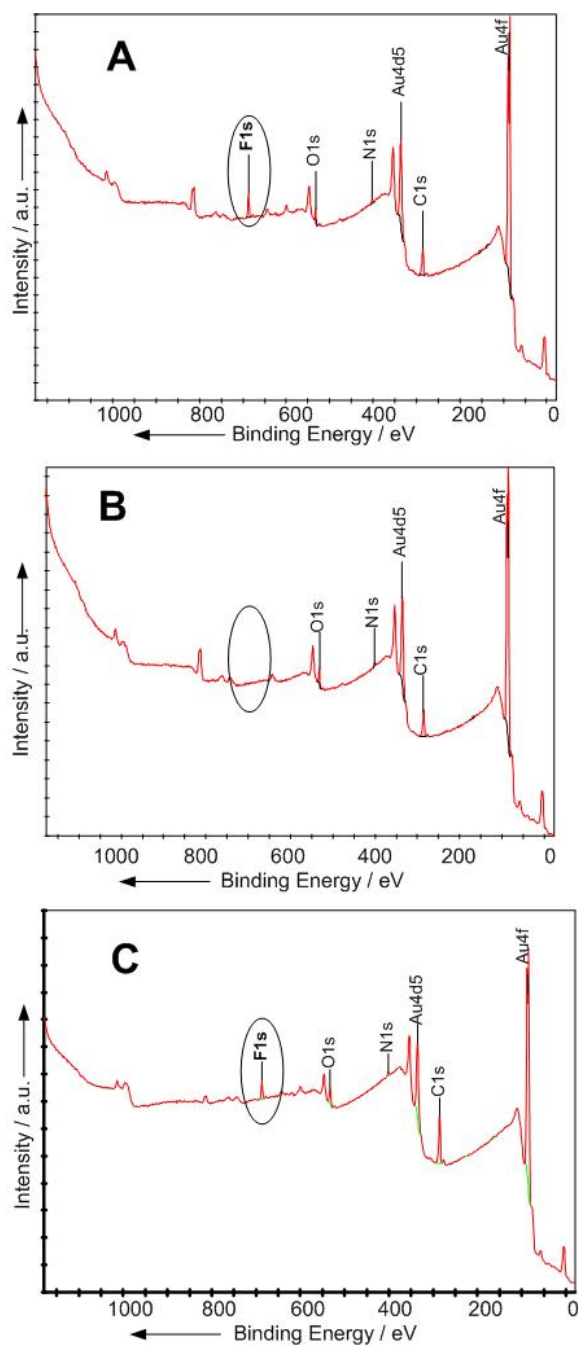 A
F1s
O1s
N1s
Au4d5
C1s
Au4f
Intensity / a.u.
1000 800 600 400 200 0
Binding Energy / eV
B
O1s
N1s
Au4d5
C1s
Au4f
Intensity / a.u.
1000 800 600 400 200 0
Binding Energy / eV
C
F1s
O1s
N1s
Au4d5
C1s
Au4f
Intensity / a.u.
1000 800 600 400 200 0
Binding Energy / eV